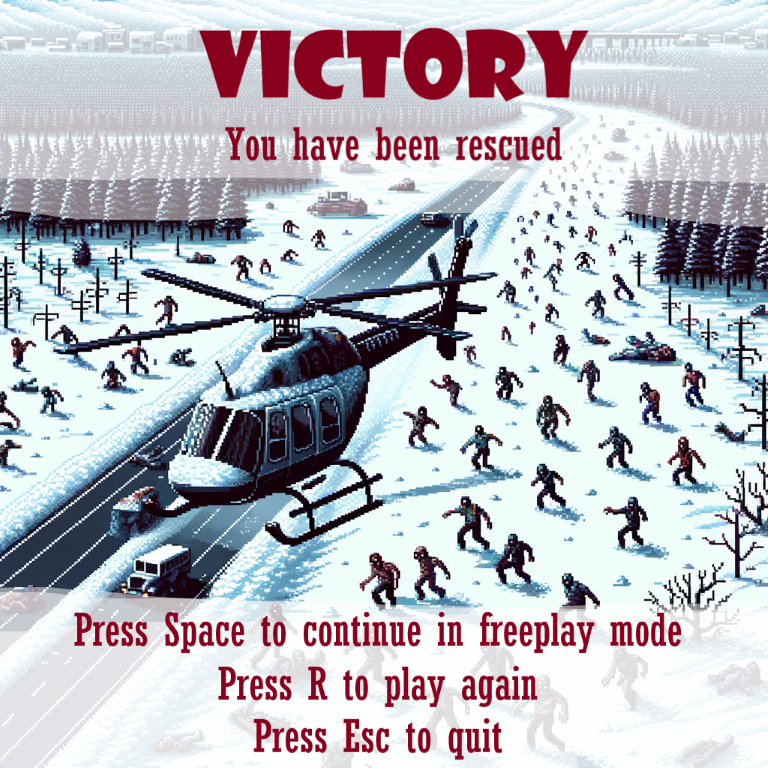 VICTORY
You have been rescued
Press Space to continue in freeplay mode
Press R to play again
Press Esc to quit